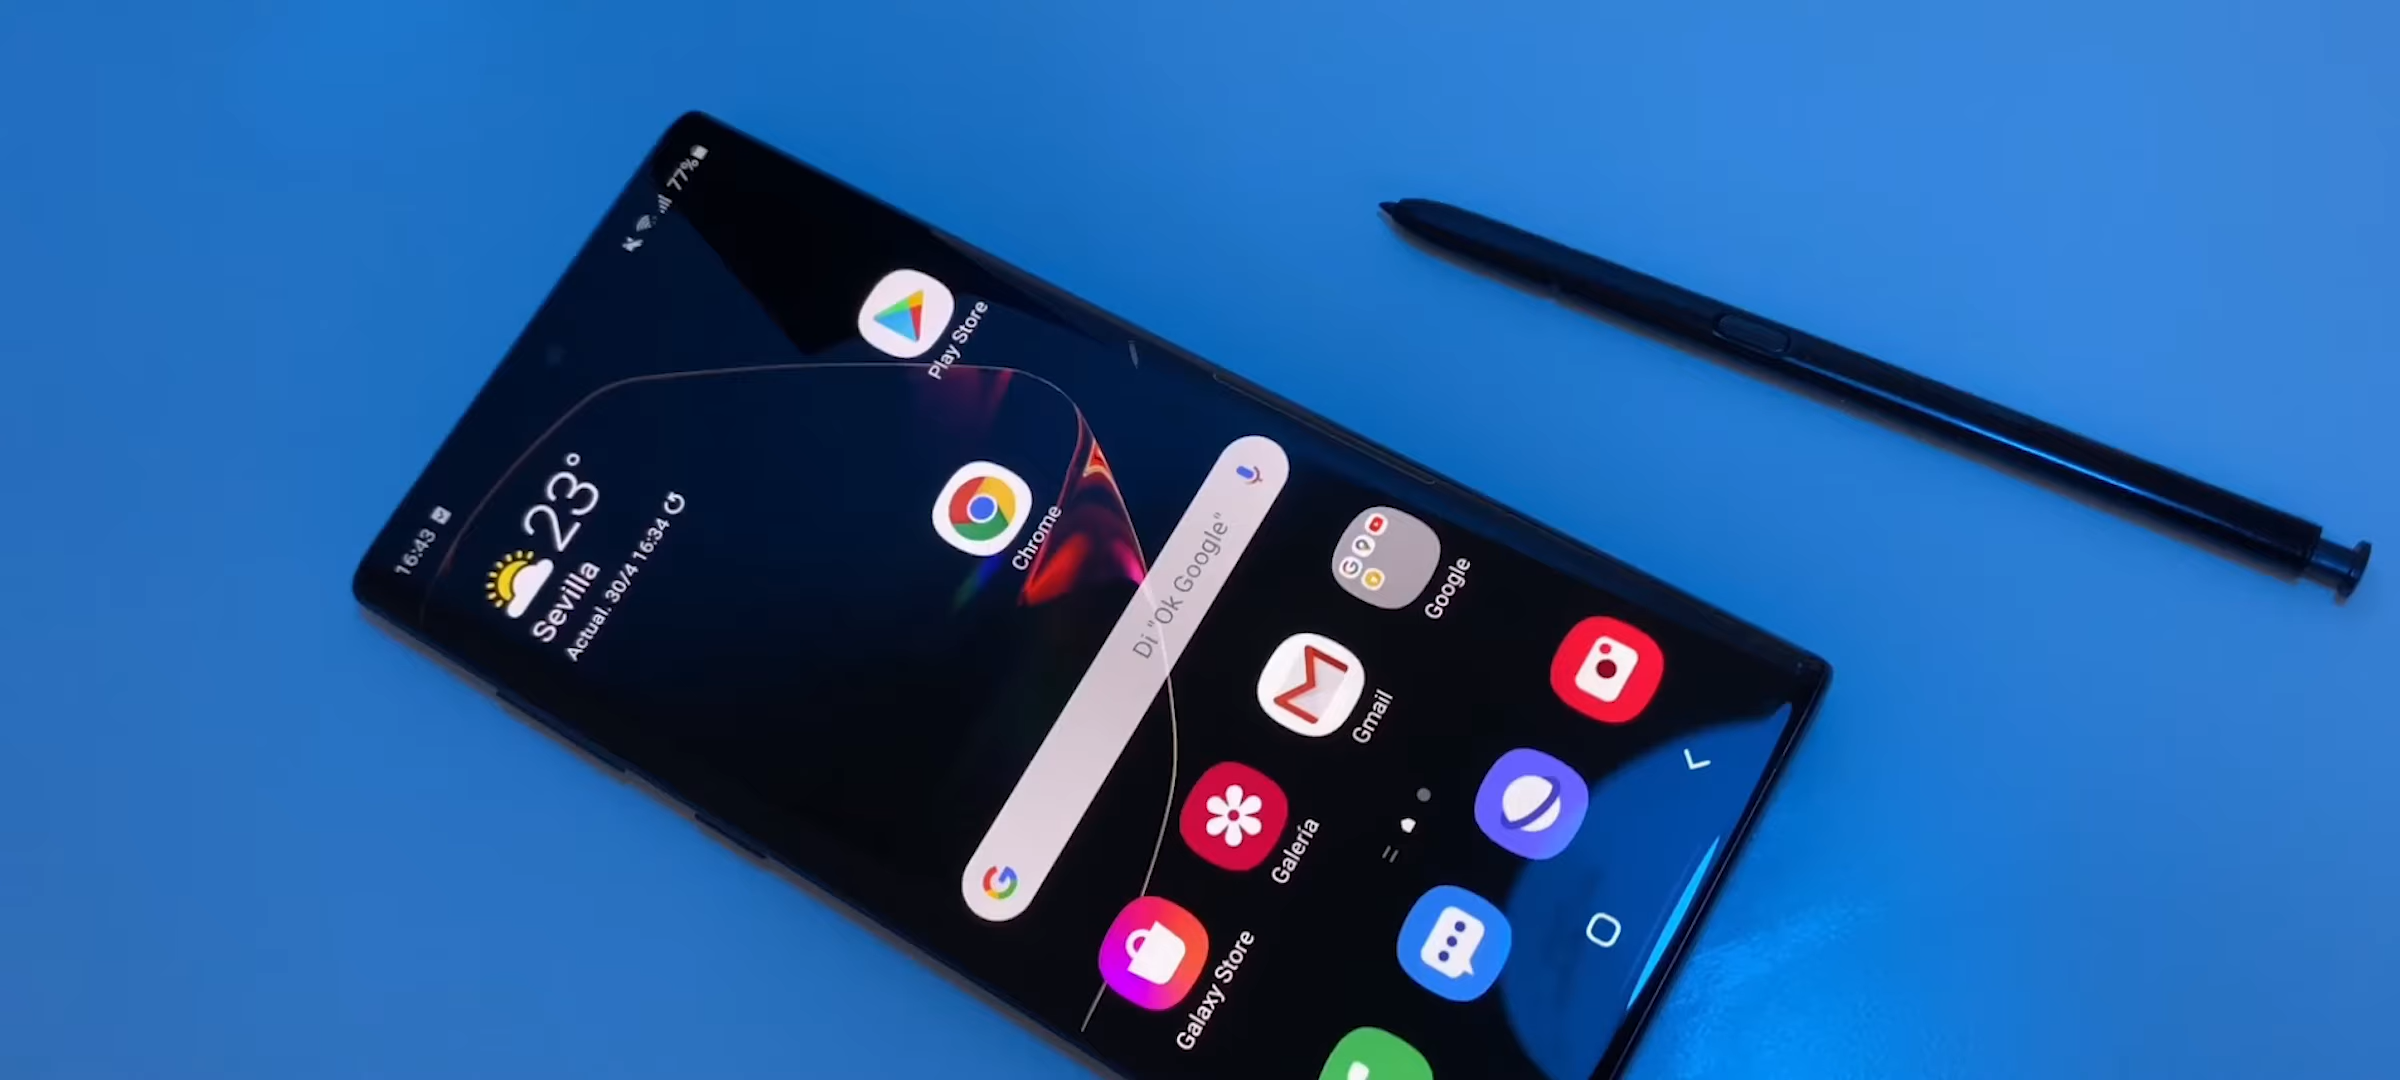 16:43
77%
23°
Sevilla
Actual. 30/4 16:34
Play Store
Chrome
Di "Ok Google"
Galaxy Store
Galería
Gmail
Google